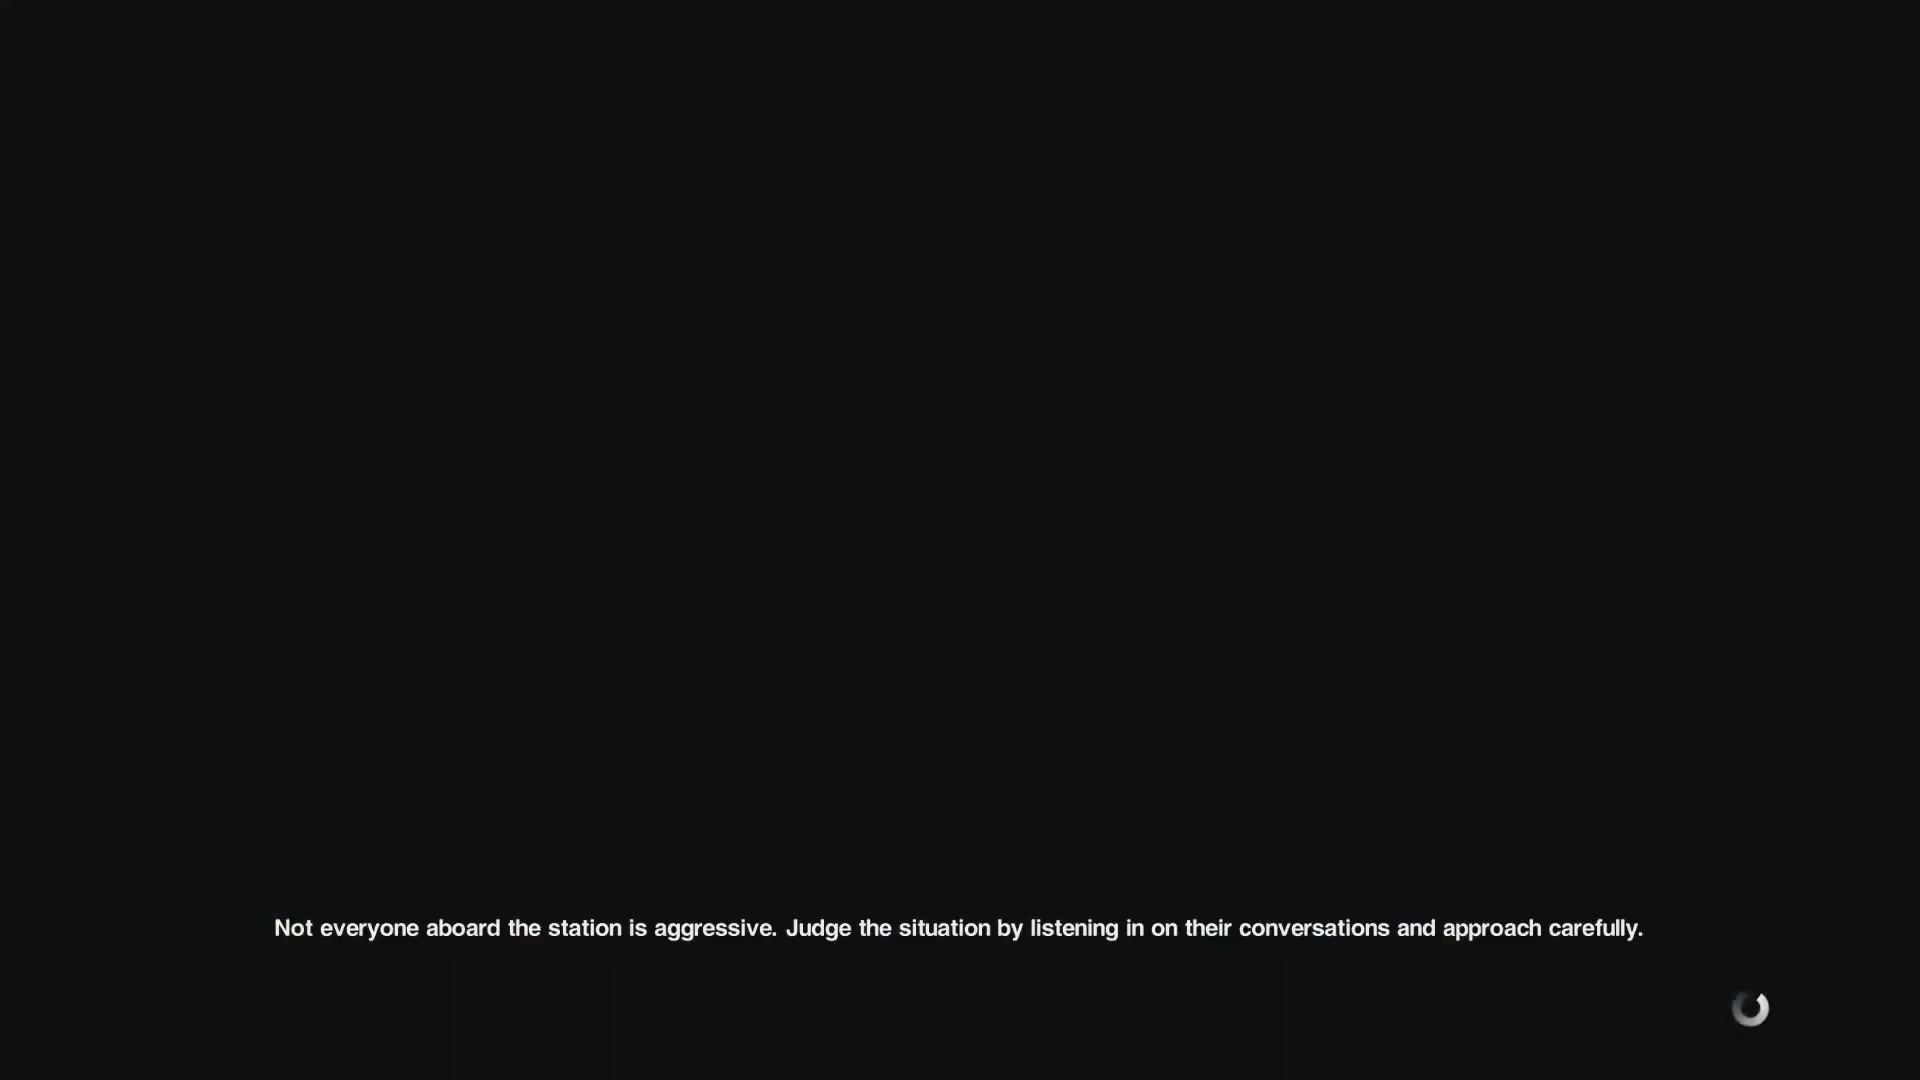 Not everyone aboard the station is aggressive. Judge the situation by listening in on their conversations and approach carefully.